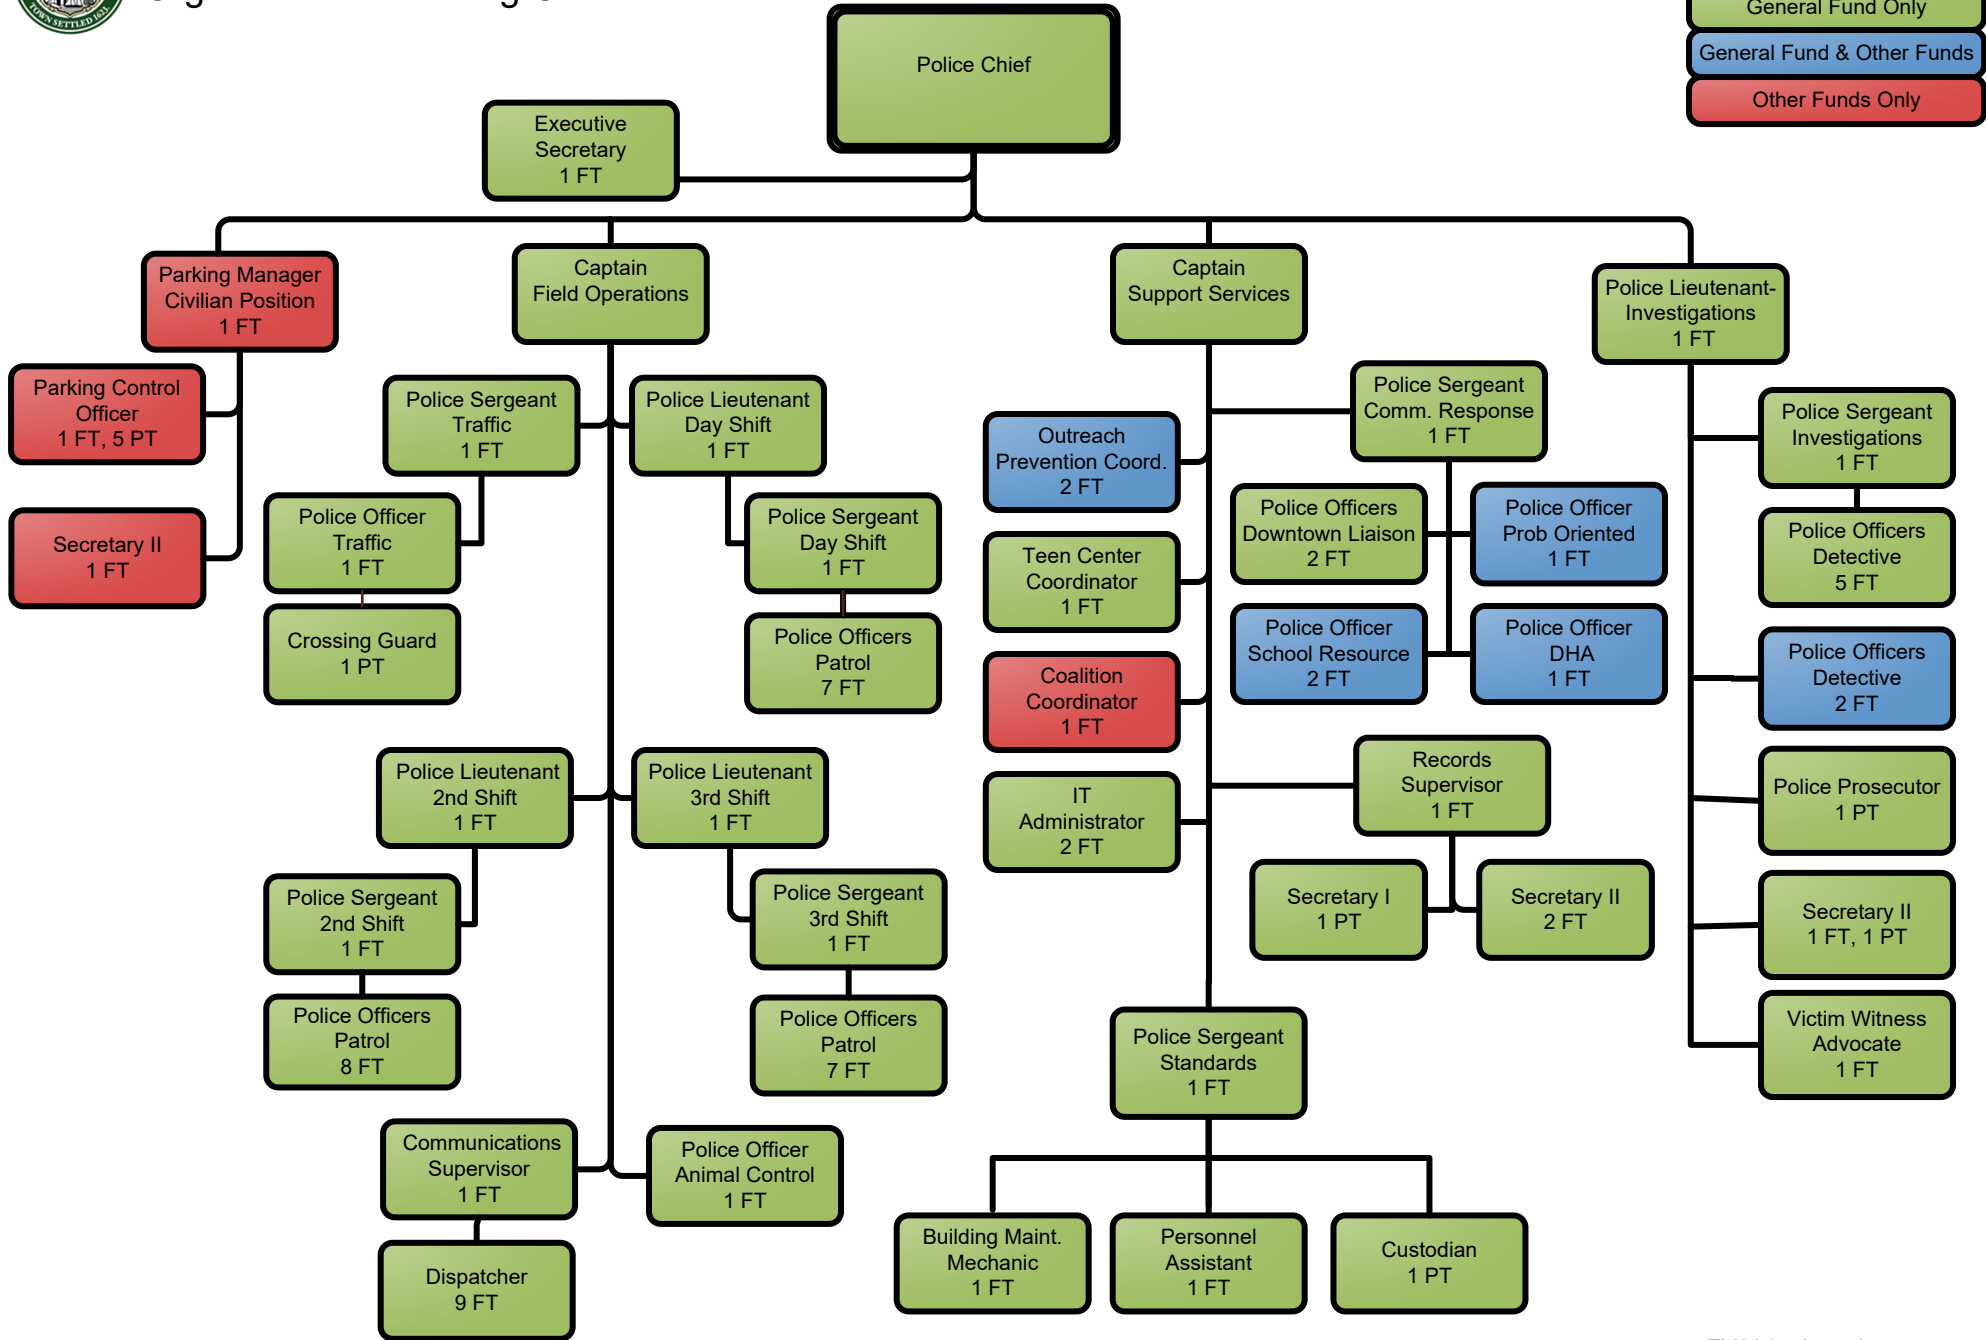 TOWN SETTLED 1623
General Fund Only
General Fund & Other Funds
Other Funds Only
Police Chief
Executive
Secretary
1 FT
Parking Manager
Civilian Position
1 FT
Captain
Field Operations
Captain
Support Services
Police Lieutenant-
Investigations
1 FT
Parking Control
Officer
1 FT, 5 PT
Secretary II
1 FT
Police Sergeant
Traffic
1 FT
Police Lieutenant
Day Shift
1 FT
Police Officer
Traffic
1 FT
Police Sergeant
Day Shift
1 FT
Crossing Guard
1 PT
Police Officers
Patrol
7 FT
Police Lieutenant
2nd Shift
1 FT
Police Lieutenant
3rd Shift
1 FT
Police Sergeant
2nd Shift
1 FT
Police Sergeant
3rd Shift
1 FT
Police Officers
Patrol
8 FT
Police Officers
Patrol
7 FT
Communications
Supervisor
1 FT
Police Officer
Animal Control
1 FT
Dispatcher
9 FT
Outreach
Prevention Coord.
2 FT
Teen Center
Coordinator
1 FT
Coalition
Coordinator
1 FT
IT
Administrator
2 FT
Police Sergeant
Comm. Response
1 FT
Police Officers
Downtown Liaison
2 FT
Police Officer
Prob Oriented
1 FT
Police Officer
School Resource
2 FT
Police Officer
DHA
1 FT
Records
Supervisor
1 FT
Secretary I
1 PT
Secretary II
2 FT
Police Sergeant
Standards
1 FT
Building Maint.
Mechanic
1 FT
Personnel
Assistant
1 FT
Custodian
1 PT
Police Sergeant
Investigations
1 FT
Police Officers
Detective
5 FT
Police Officers
Detective
2 FT
Police Prosecutor
1 PT
Secretary II
1 FT, 1 PT
Victim Witness
Advocate
1 FT